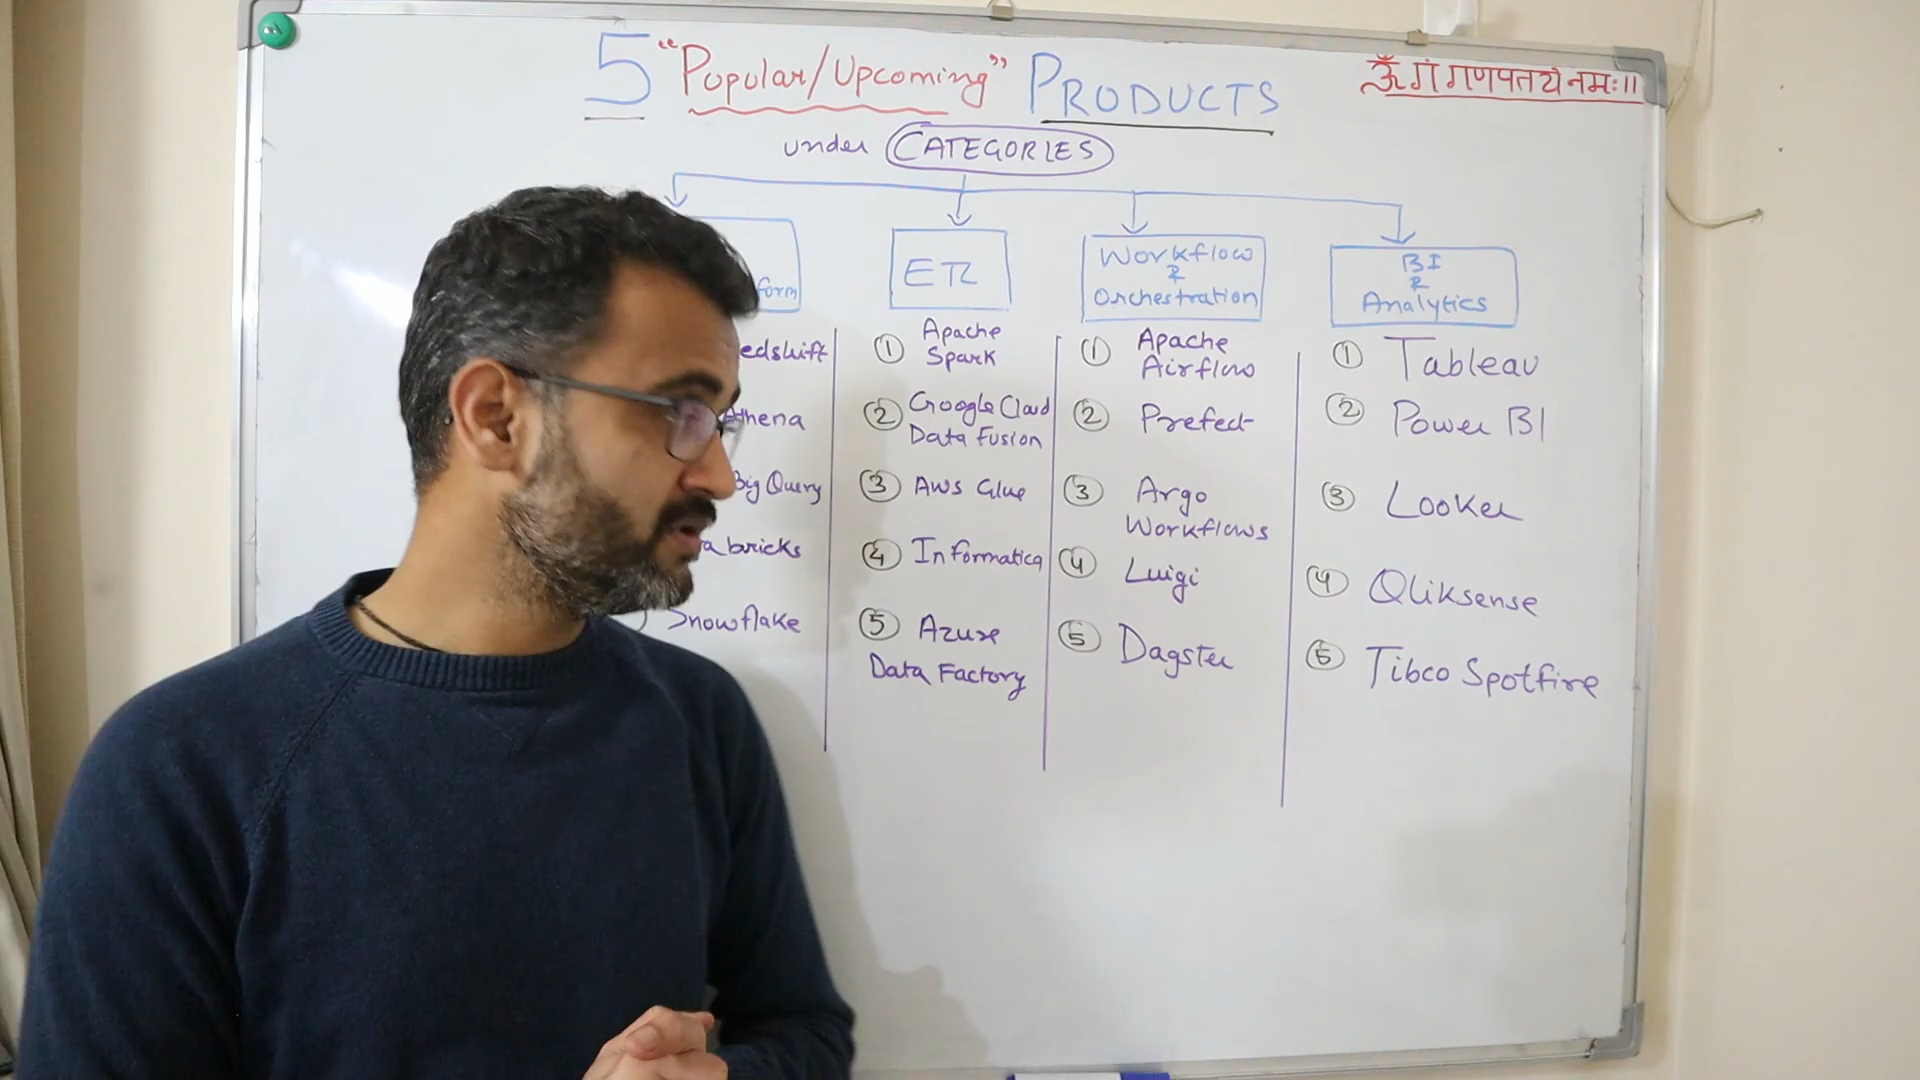 5 "Popular/Upcoming" PRODUCTS
ॐ गं गणपतये नमः।।
under CATEGORIES
form
edshift
Athena
Big Query
abricks
Snowflake
ETL
① Apache
Spark
② Google Cloud
Data Fusion
③ AWS Glue
④ Informatica
⑤ Azure
Data Factory
Workflow
&
Orchestration
① Apache
Airflow
② Prefect
③ Argo
Workflows
④ Luigi
⑤ Dagster
BI
&
Analytics
① Tableau
② Power BI
③ Looker
④ Qliksense
⑤ Tibco Spotfire